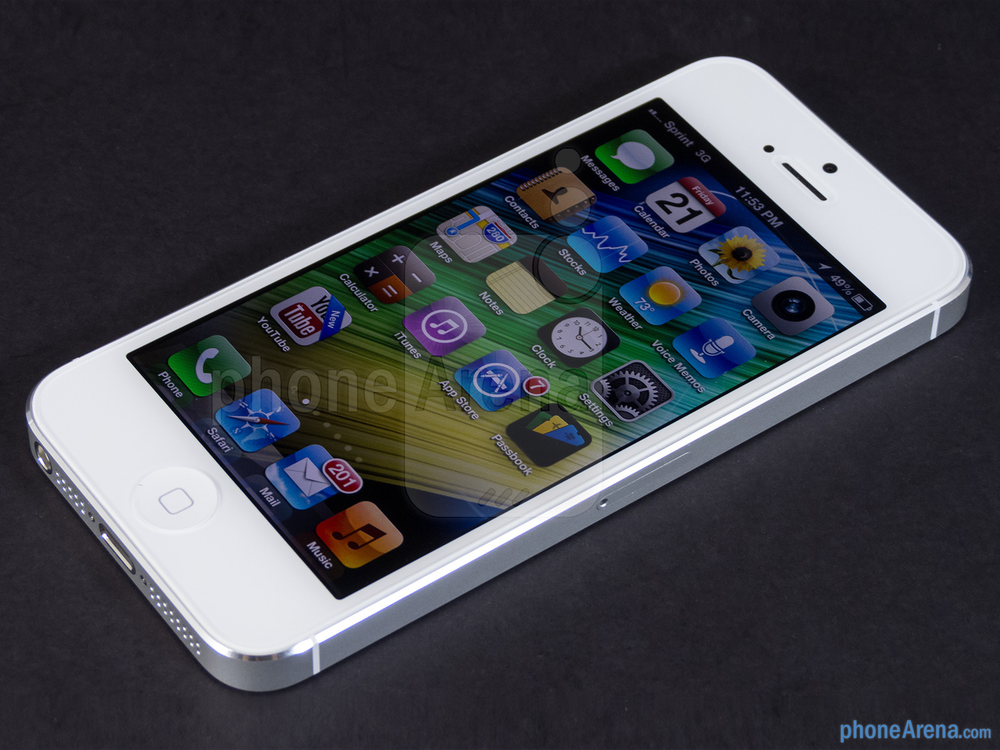 Sprint 3G 11:53 PM 49%
Messages
Friday
21
Calendar
Photos
Camera
Contacts
Stocks
73°
Weather
Voice Memos
280
Maps
Notes
Clock
Settings
Calculator
iTunes
7
App Store
Passbook
You
Tube
New
YouTube
Phone
Safari
201
Mail
Music
phoneArena
phoneArena.com